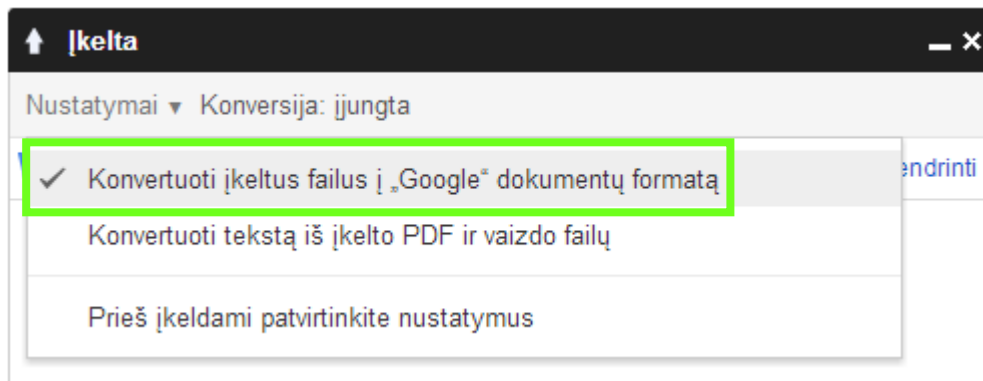 Įkelta
Nustatymai Konversija: įjungta
Konvertuoti įkeltus failus į „Google“ dokumentų formatą
endrinti
Konvertuoti tekstą iš įkelto PDF ir vaizdo failų
Prieš įkeldami patvirtinkite nustatymus